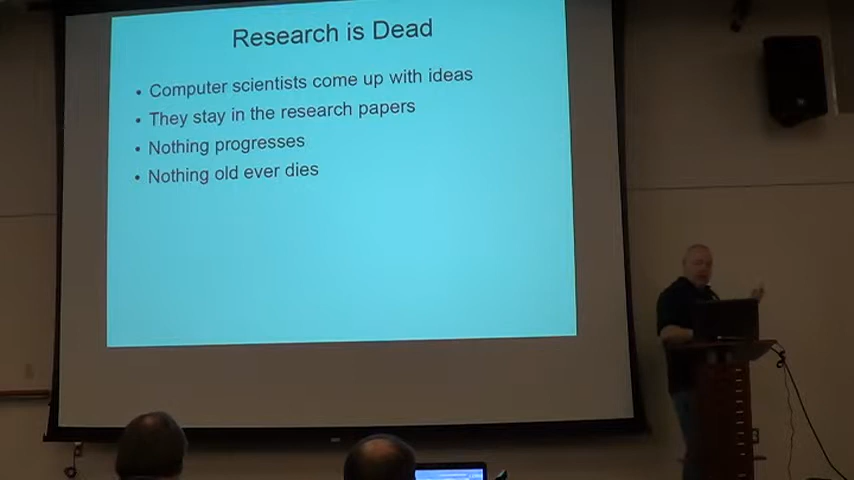 Research is Dead
• Computer scientists come up with ideas
• They stay in the research papers
• Nothing progresses
• Nothing old ever dies